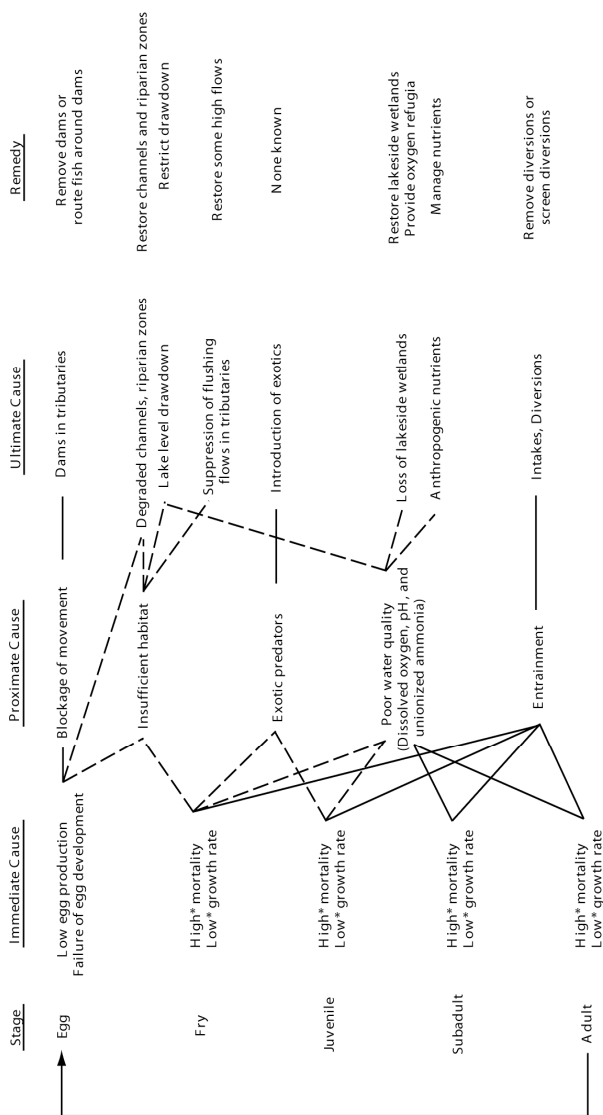 Stage
Immediate Cause
Proximate Cause
Ultimate Cause
Remedy
Egg
Low egg production
Failure of egg development
Blockage of movement
Dams in tributaries
Remove dams or
route fish around dams
Insufficient habitat
Degraded channels, riparian zones
Lake level drawdown
Suppression of flushing
flows in tributaries
Restore channels and riparian zones
Restrict drawdown
Restore some high flows
Fry
High* mortality
Low* growth rate
Exotic predators
Introduction of exotics
None known
Juvenile
High* mortality
Low* growth rate
Poor water quality
(Dissolved oxygen, pH, and
unionized ammonia)
Loss of lakeside wetlands
Anthropogenic nutrients
Restore lakeside wetlands
Provide oxygen refugia
Manage nutrients
Subadult
High* mortality
Low* growth rate
Entrainment
Intakes, Diversions
Remove diversions or
screen diversions
Adult
High* mortality
Low* growth rate